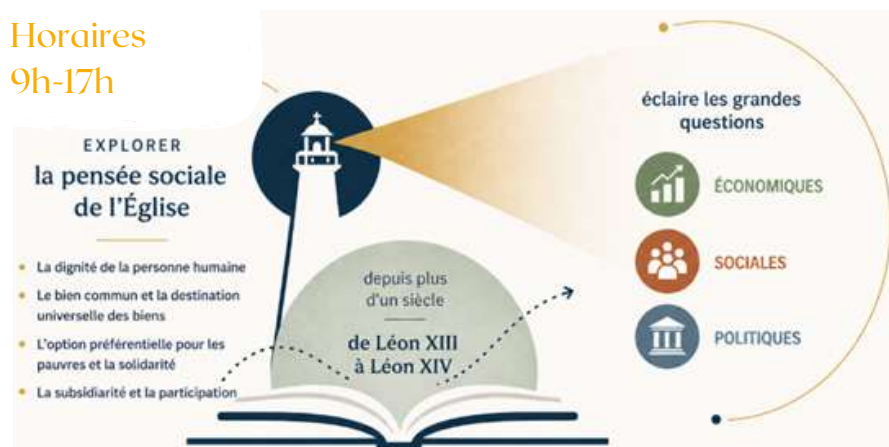 Horaires
9h-17h
EXPLORER
la pensée sociale
de l'Église
• La dignité de la personne humaine
• Le bien commun et la destination
universelle des biens
• L'option préférentielle pour les
pauvres et la solidarité
• La subsidiarité et la participation
depuis plus
d'un siècle
de Léon XIII
à Léon XIV
éclaire les grandes
questions
ÉCONOMIQUES
SOCIALES
POLITIQUES